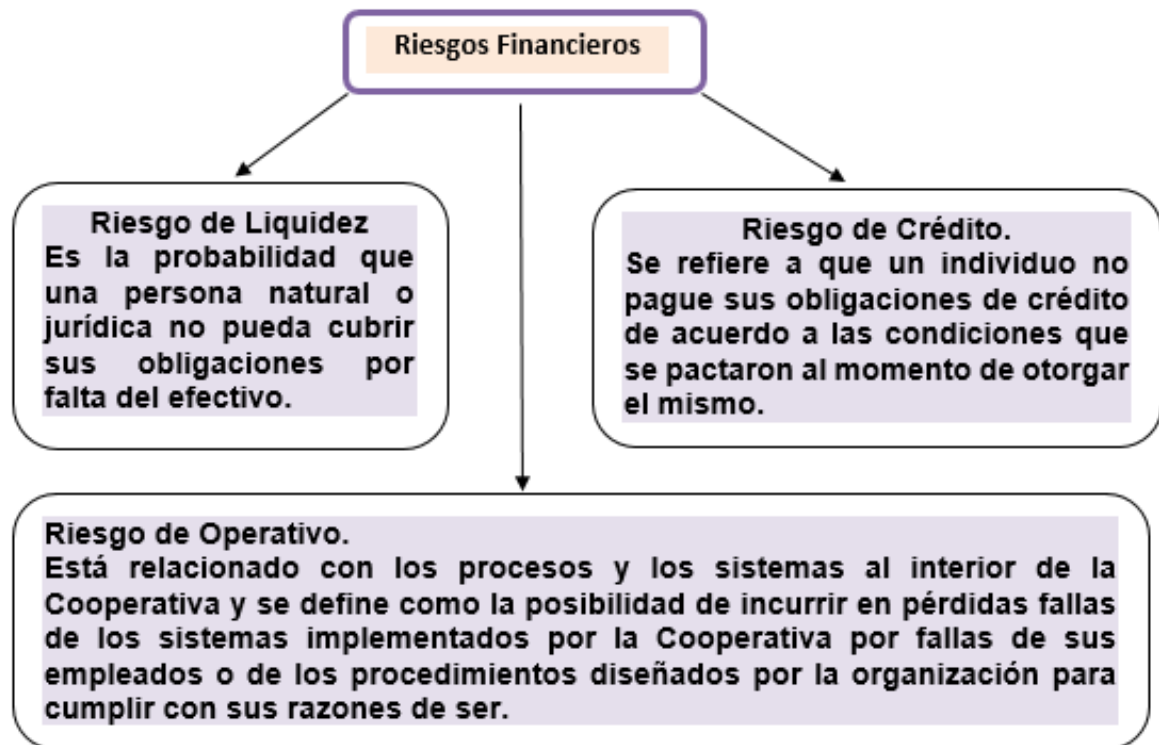 Riesgos Financieros
Riesgo de Liquidez
Es la probabilidad que
una persona natural o
jurídica no pueda cubrir
sus obligaciones por
falta del efectivo.
Riesgo de Crédito.
Se refiere a que un individuo no
pague sus obligaciones de crédito
de acuerdo a las condiciones que
se pactaron al momento de otorgar
el mismo.
Riesgo de Operativo.
Está relacionado con los procesos y los sistemas al interior de la
Cooperativa y se define como la posibilidad de incurrir en pérdidas fallas
de los sistemas implementados por la Cooperativa por fallas de sus
empleados o de los procedimientos diseñados por la organización para
cumplir con sus razones de ser.